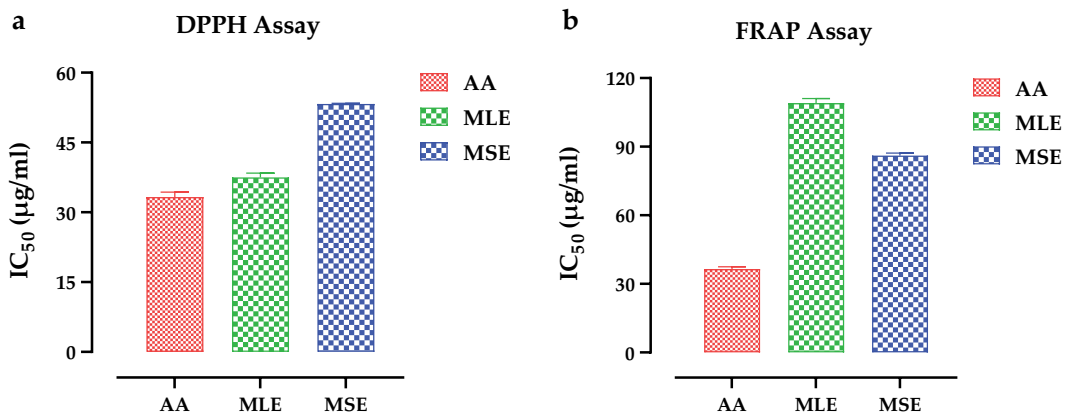 a
DPPH Assay
IC50 (µg/ml)
60
45
30
15
0
AA
MLE
MSE
AA
MLE
MSE
b
FRAP Assay
IC50 (µg/ml)
120
90
60
30
0
AA
MLE
MSE
AA
MLE
MSE